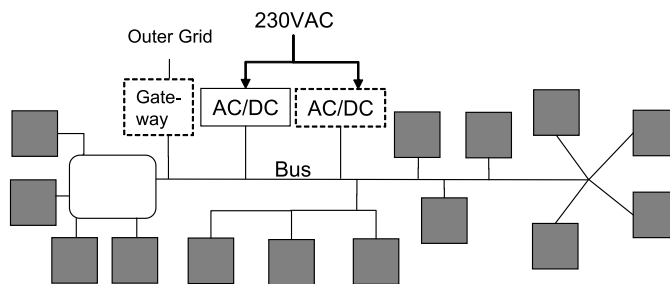 230VAC
Outer Grid
Gate-
way
AC/DC
AC/DC
Bus